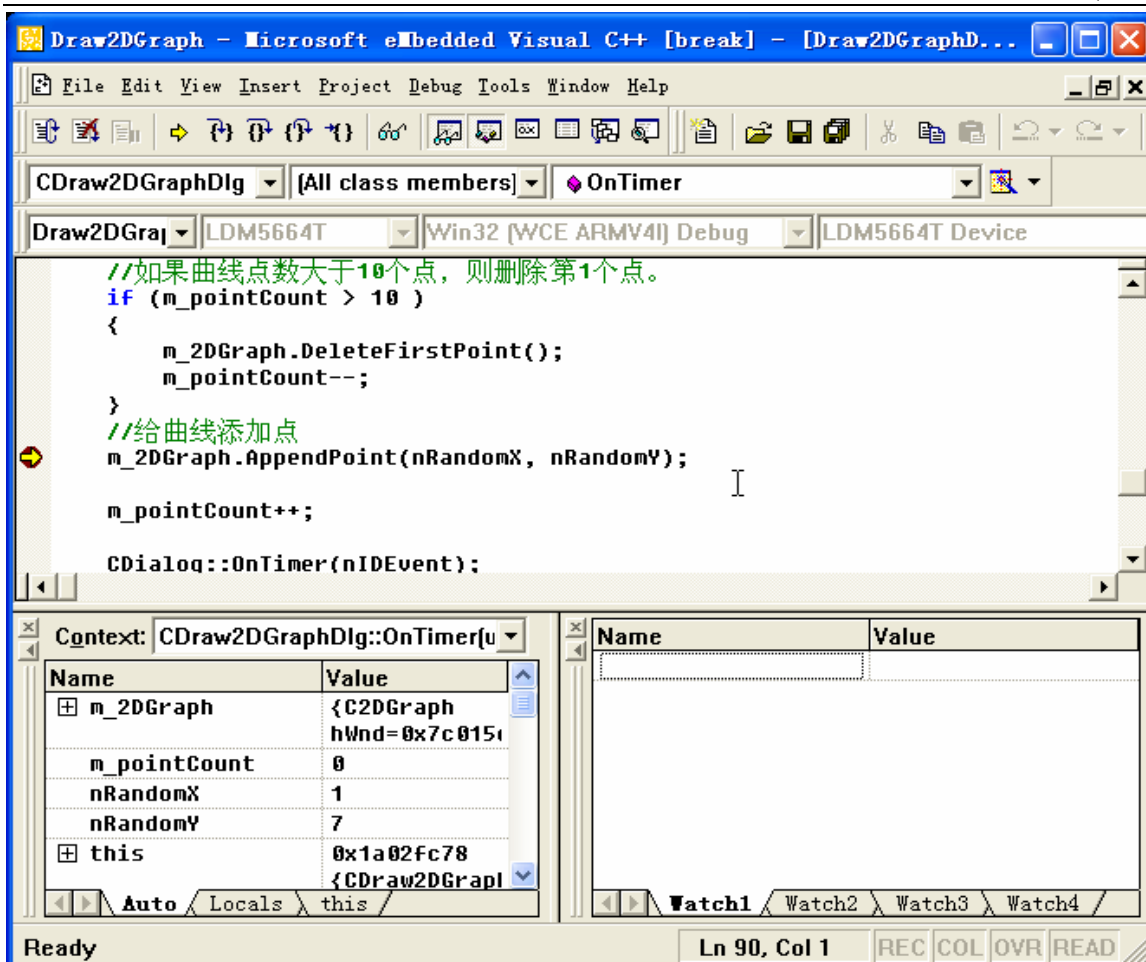 Draw2DGraph - Microsoft eMbedded Visual C++ [break] - [Draw2DGraphD...
File Edit View Insert Project Debug Tools Window Help
CDraw2DGraphDlg [All class members] OnTimer
Draw2DGra LDM5664T Win32 (WCE ARMV4I) Debug LDM5664T Device
//如果曲线点数大于10个点，则删除第1个点。
if (m_pointCount > 10 )
{
m_2DGraph.DeleteFirstPoint();
m_pointCount--;
}
//给曲线添加点
m_2DGraph.AppendPoint(nRandomX, nRandomY);
m_pointCount++;
CDialog::OnTimer(nIDEvent);
Context: CDraw2DGraphDlg::OnTimer(u
Name Value
m_2DGraph {C2DGraph
hWnd=0x7c015
m_pointCount 0
nRandomX 1
nRandomY 7
this 0x1a02fc78
{CDraw2DGrapl
Auto Locals this
Name Value
Watch1 Watch2 Watch3 Watch4
Ready Ln 90, Col 1 REC COL OVR READ